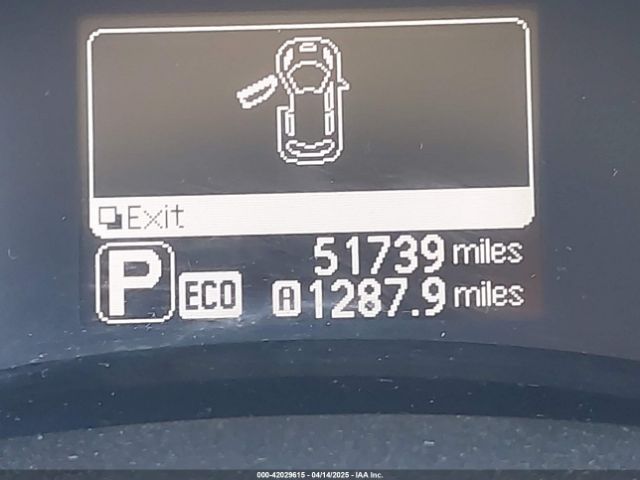 Exit
51739 miles
P ECO A 1287.9 miles
000-42029615 - 04/14/2025 - IAA Inc.